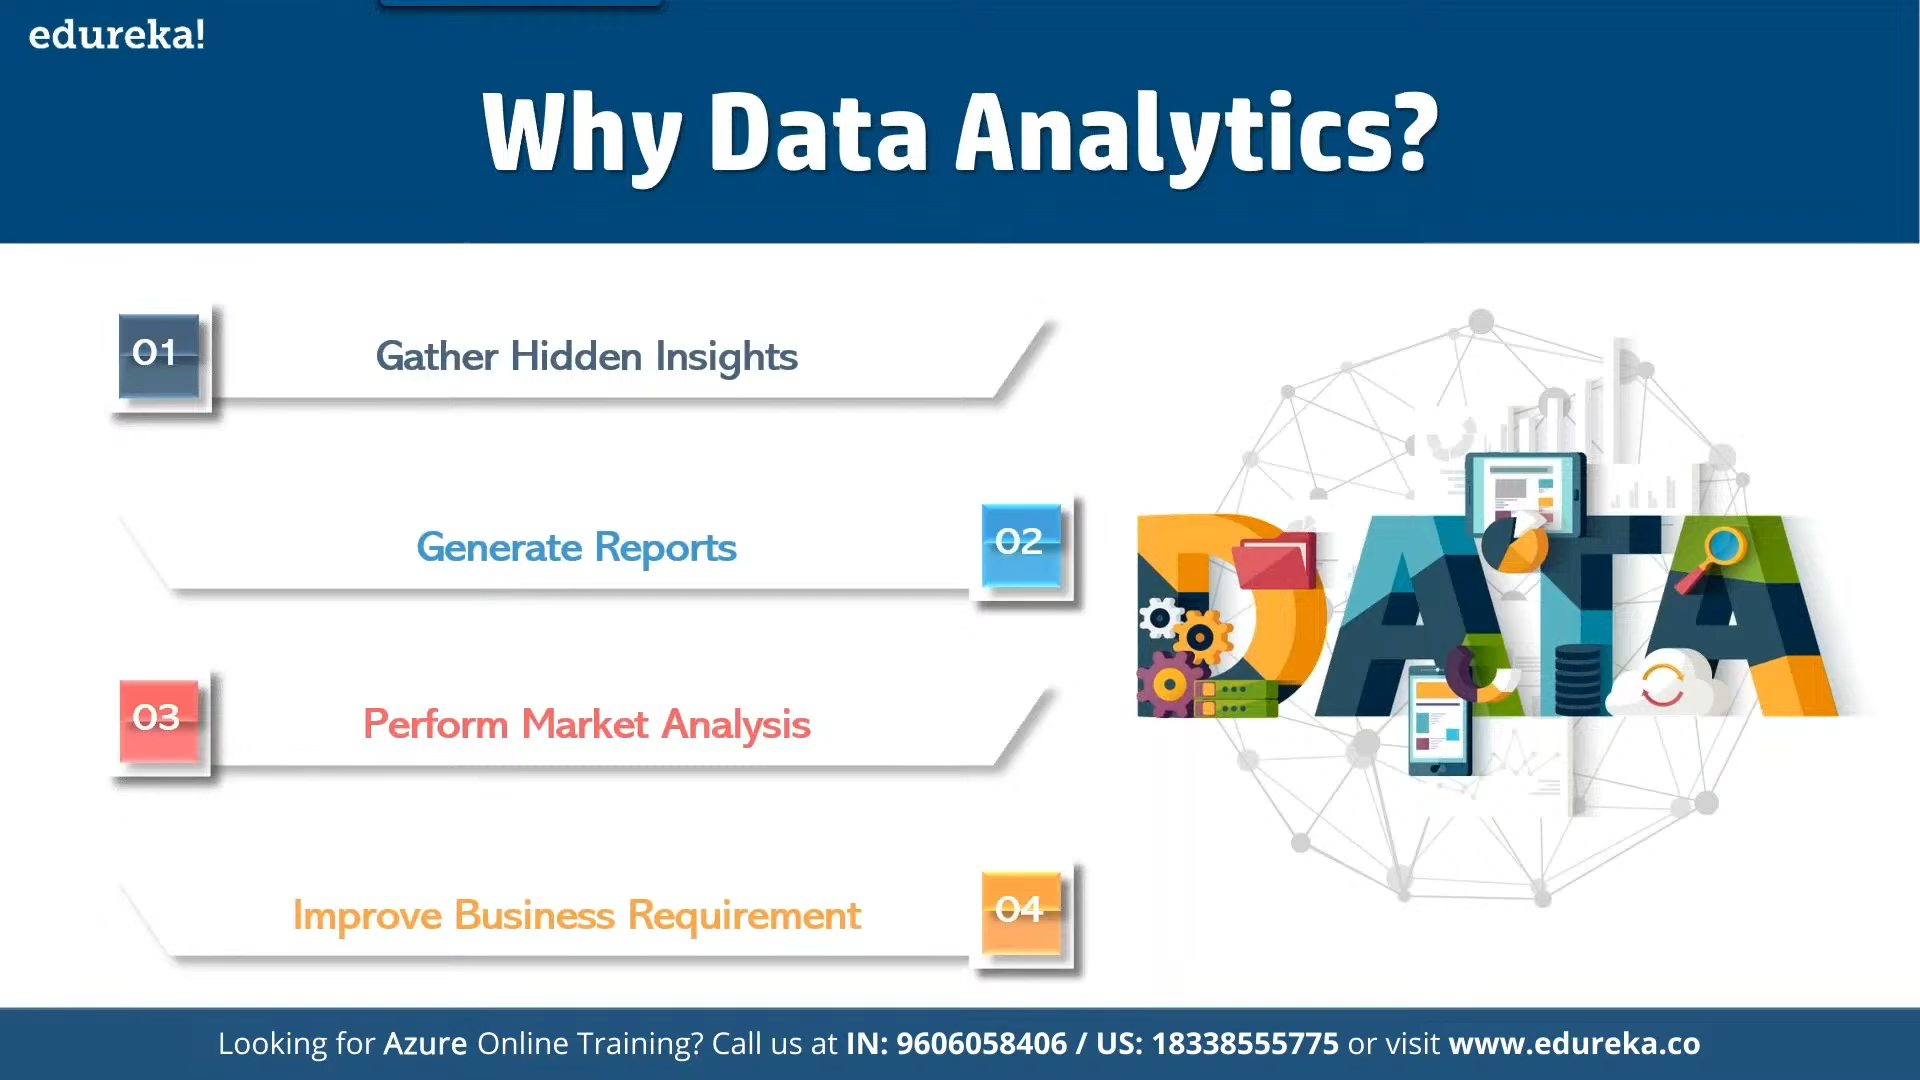 edureka!
Why Data Analytics?
01
Gather Hidden Insights
Generate Reports
02
03
Perform Market Analysis
Improve Business Requirement
04
DATA
Looking for Azure Online Training? Call us at IN: 9606058406 / US: 18338555775 or visit www.edureka.co